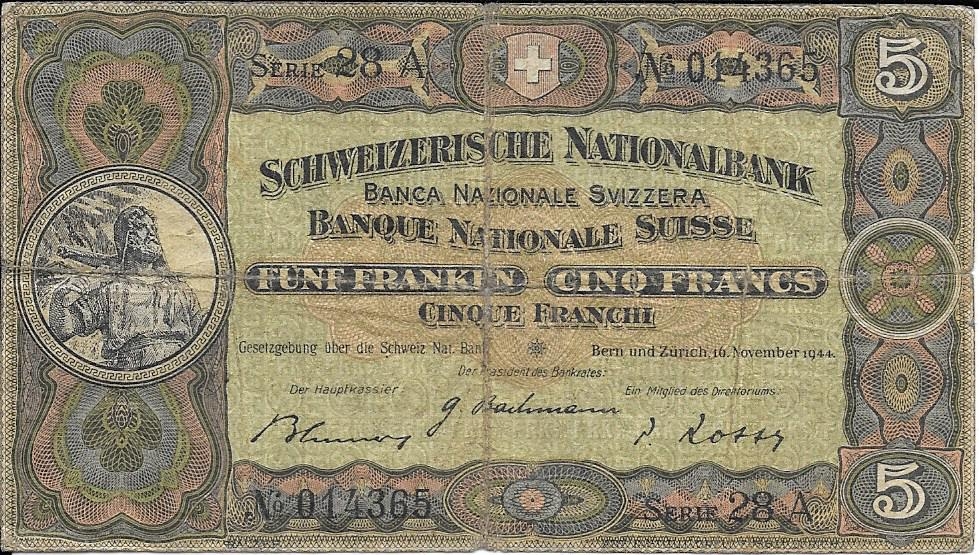 SERIE 28 A № 014365 5
SCHWEIZERISCHE NATIONALBANK
BANCA NAZIONALE SVIZZERA
BANQUE NATIONALE SUISSE
FÜNF FRANKEN CINQ FRANCS
CINQUE FRANCHI
Gesetzgebung über die Schweiz. Nat. Bank Bern und Zürich, 16. November 1944.
Der Präsident des Bankrates:
Der Hauptkassier: Ein Mitglied des Direktoriums:
G. Bachmann P. Rossy
№ 014365 SERIE 28 A 5